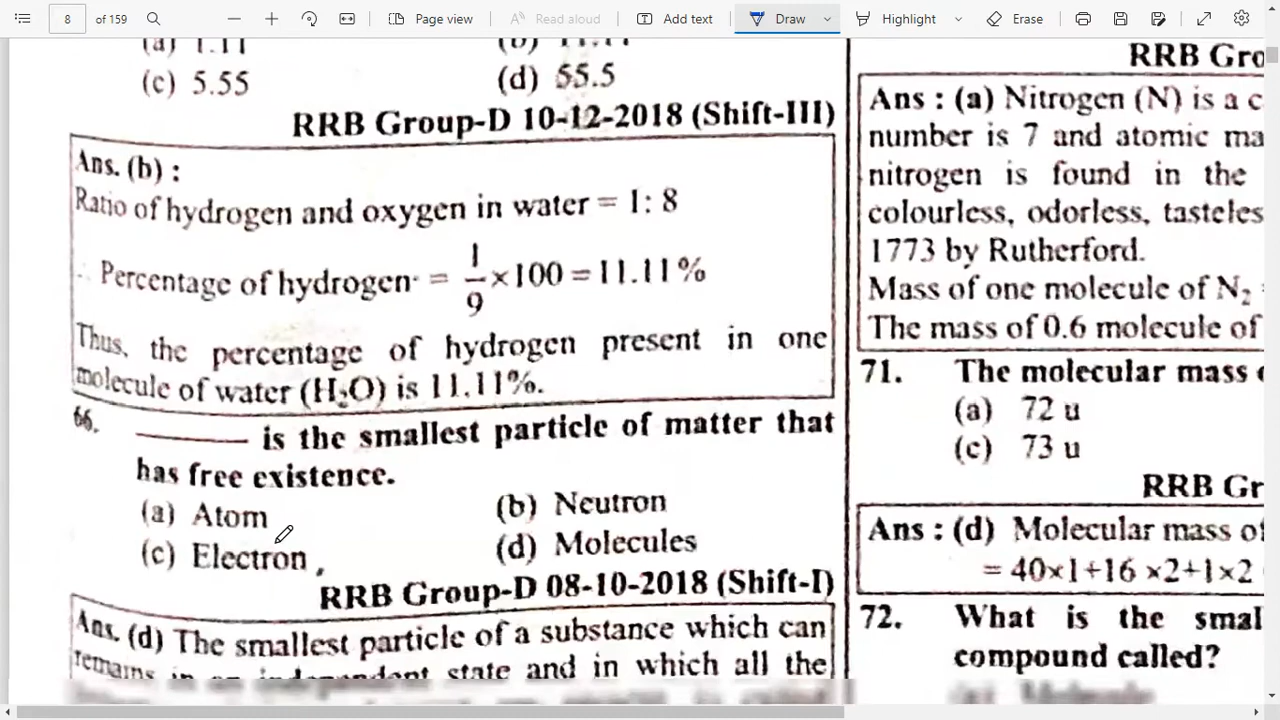 8 of 159
Page view
Read aloud
Add text
Draw
Highlight
Erase
(a) 1.11 (b) 11.11
(c) 5.55 (d) 55.5
RRB Group-D 10-12-2018 (Shift-III)
Ans. (b) :
Ratio of hydrogen and oxygen in water = 1: 8
∴ Percentage of hydrogen = 1/9 ×100 = 11.11%
Thus, the percentage of hydrogen present in one
molecule of water (H₂O) is 11.11%.
66. ________ is the smallest particle of matter that
has free existence.
(a) Atom (b) Neutron
(c) Electron (d) Molecules
RRB Group-D 08-10-2018 (Shift-I)
Ans. (d) The smallest particle of a substance which can
remains in an independent state and in which all the
RRB Gro
Ans : (a) Nitrogen (N) is a c
number is 7 and atomic ma
nitrogen is found in the
colourless, odorless, tasteles
1773 by Rutherford.
Mass of one molecule of N₂ =
The mass of 0.6 molecule of
71. The molecular mass
(a) 72 u
(c) 73 u
RRB Gr
Ans : (d) Molecular mass of
= 40×1+16 ×2+1×2
72. What is the smal
compound called?